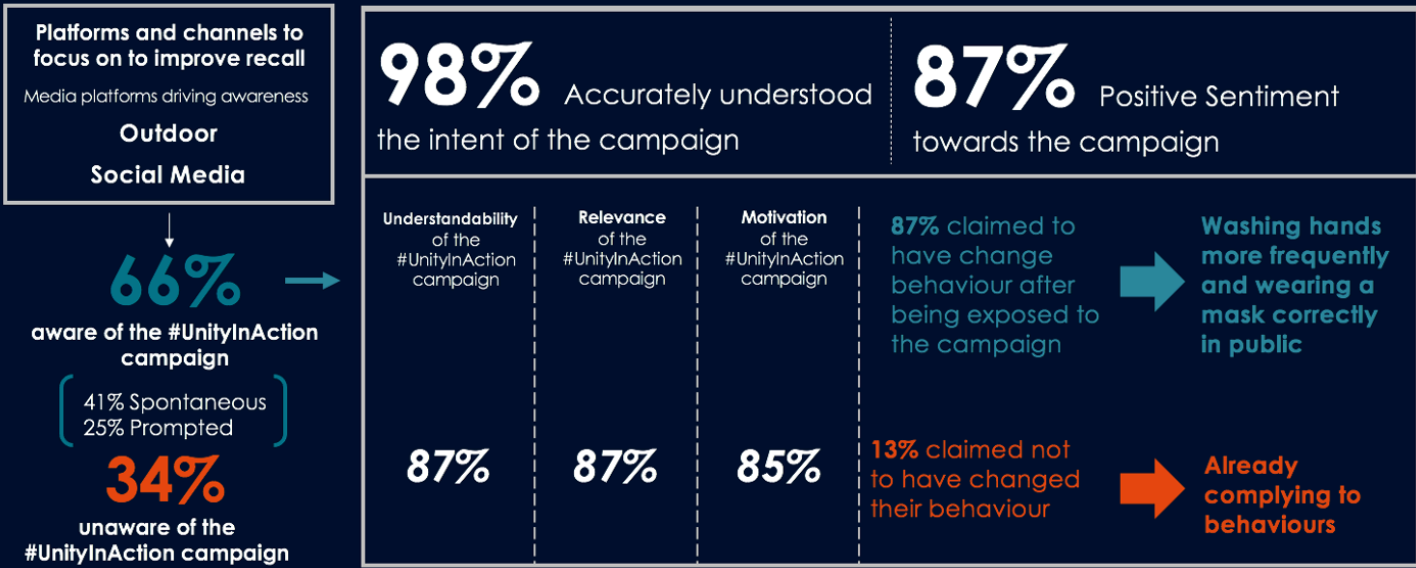 Platforms and channels to
focus on to improve recall
Media platforms driving awareness
Outdoor
Social Media
66%
aware of the #UnityInAction
campaign
41% Spontaneous
25% Prompted
34%
unaware of the
#UnityInAction campaign
98% Accurately understood
the intent of the campaign
87% Positive Sentiment
towards the campaign
Understandability
of the
#UnityInAction
campaign
87%
Relevance
of the
#UnityInAction
campaign
87%
Motivation
of the
#UnityInAction
campaign
85%
87% claimed to
have change
behaviour after
being exposed to
the campaign
Washing hands
more frequently
and wearing a
mask correctly
in public
13% claimed not
to have changed
their behaviour
Already
complying to
behaviours